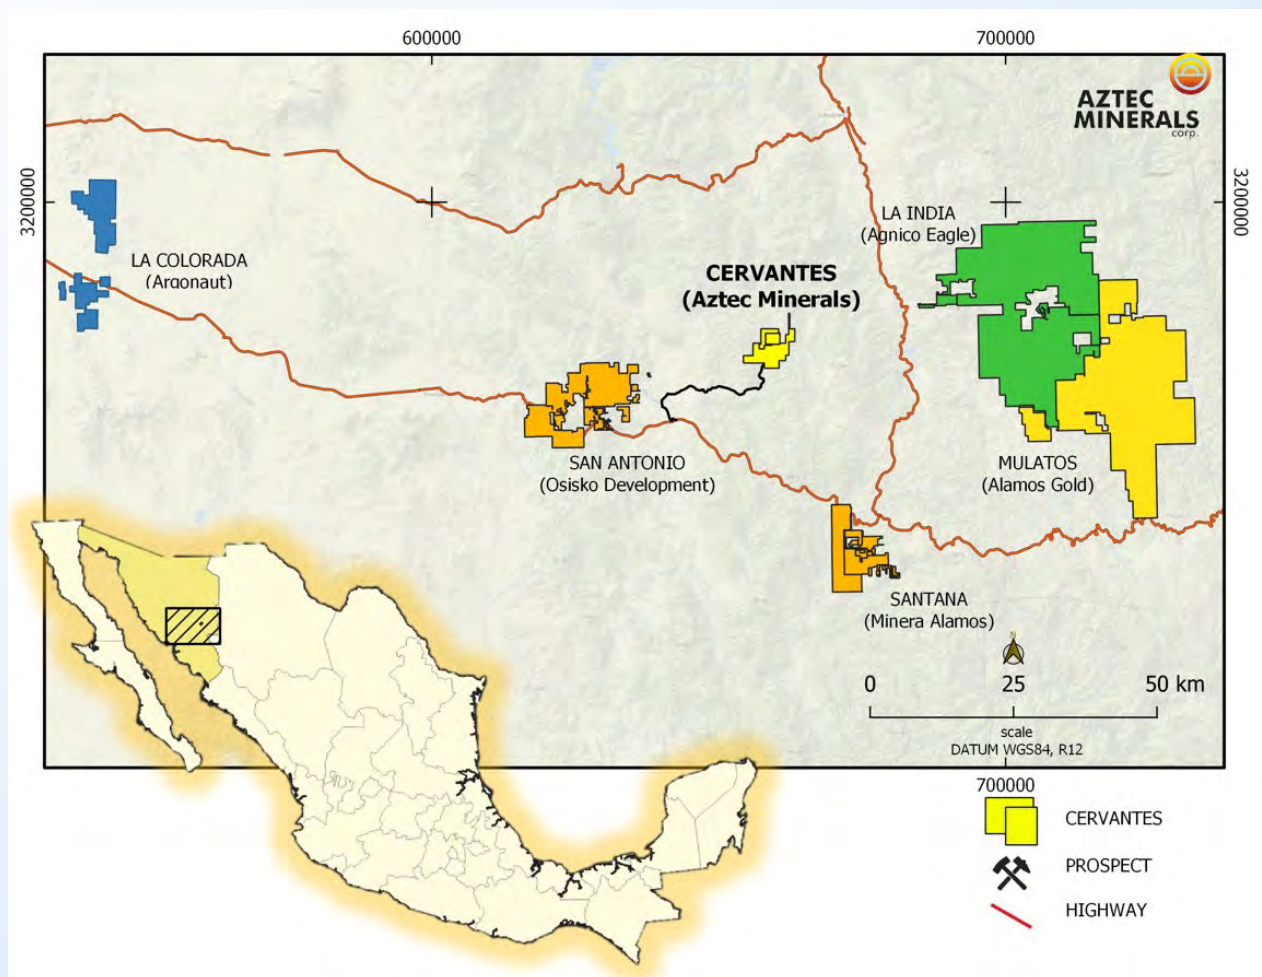 600000
700000
AZTEC
MINERALS
corp.
3200000
3200000
LA INDIA
(Agnico Eagle)
LA COLORADA
(Argonaut)
CERVANTES
(Aztec Minerals)
SAN ANTONIO
(Osisko Development)
MULATOS
(Alamos Gold)
SANTANA
(Minera Alamos)
N
0 25 50 km
scale
DATUM WGS84, R12
700000
CERVANTES
PROSPECT
HIGHWAY